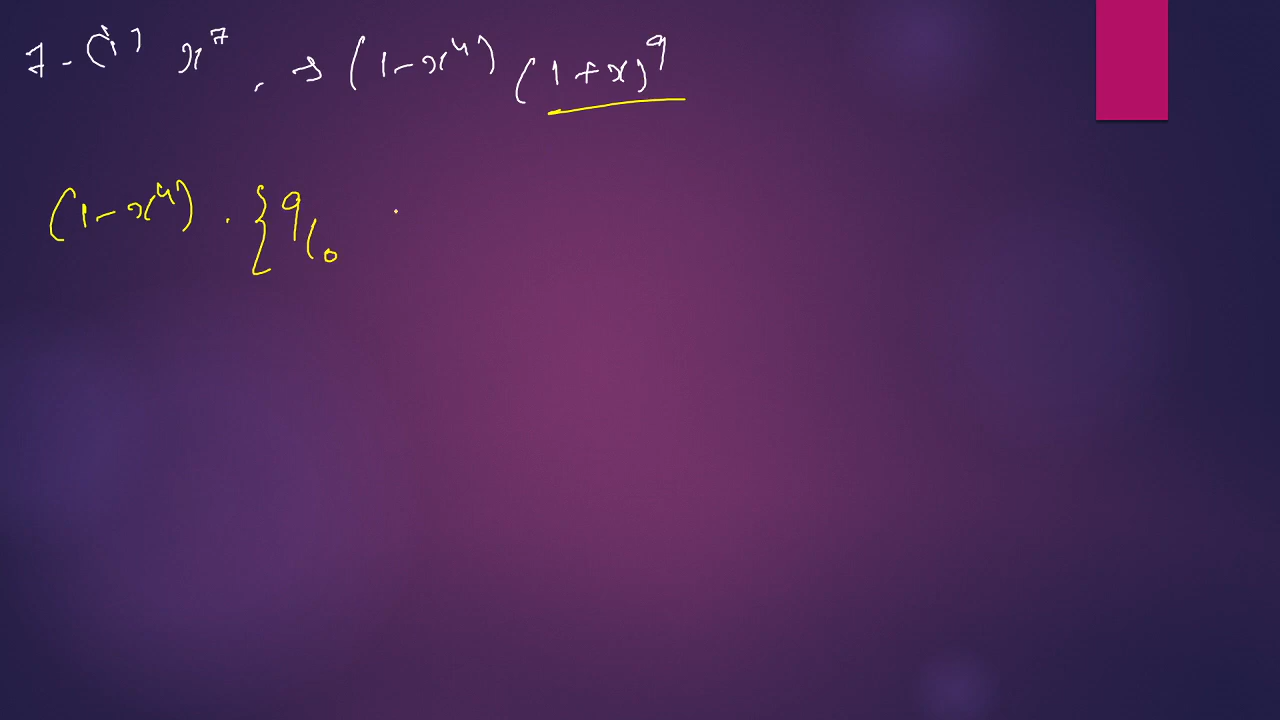 7-(i) x^7 . → (1-x^4) (1+x)^9
(1-x^4) . { 9C0